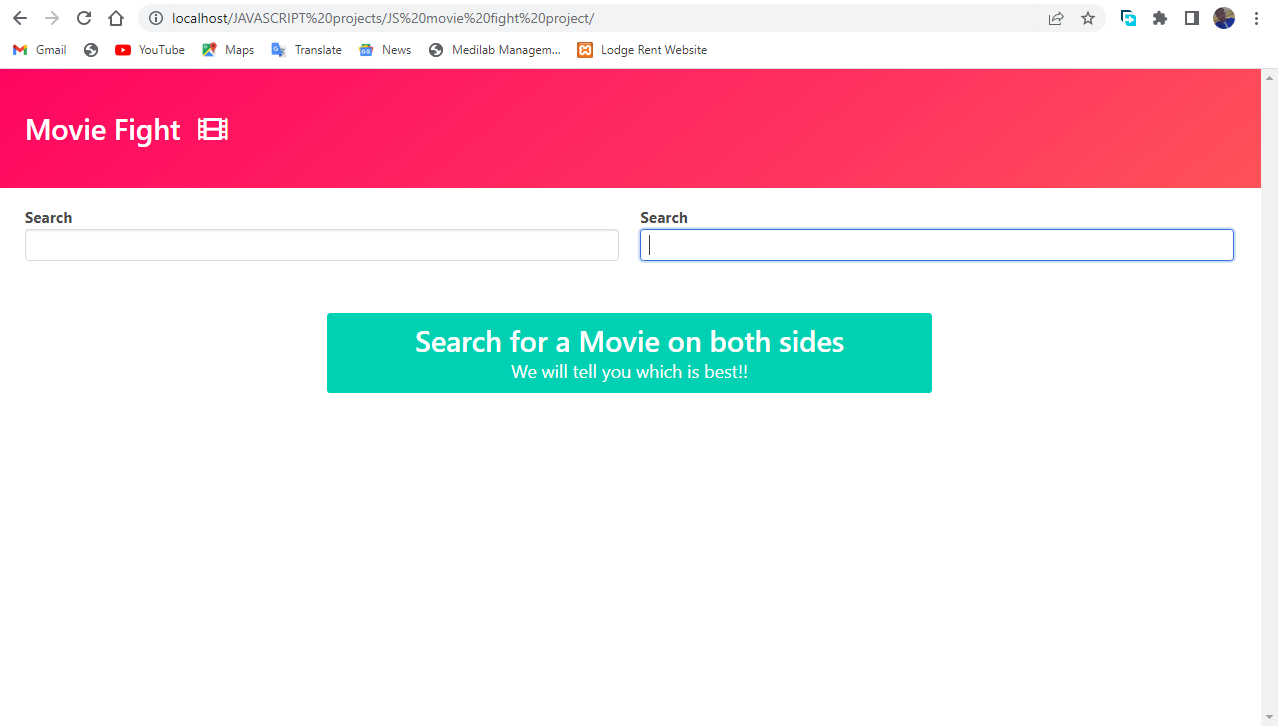 localhost/JAVASCRIPT%20projects/JS%20movie%20fight%20project/
Gmail YouTube Maps Translate News Medilab Managem... Lodge Rent Website
Movie Fight
Search Search
Search for a Movie on both sides
We will tell you which is best!!